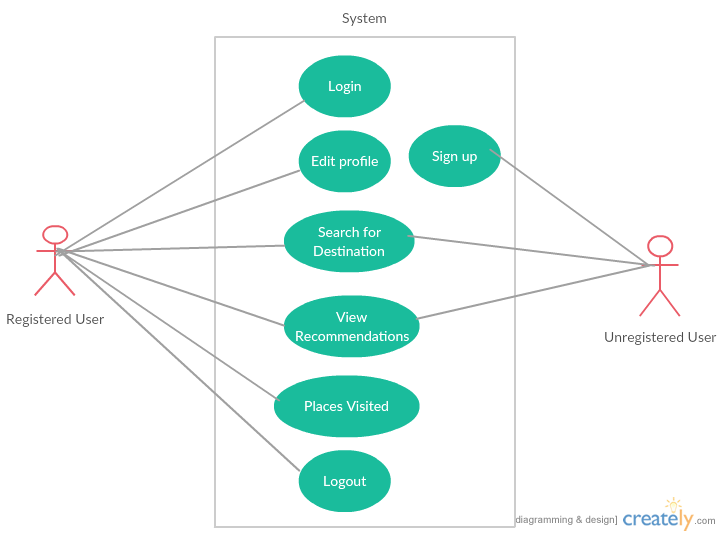 System
Login
Edit profile
Sign up
Search for
Destination
View
Recommendations
Places Visited
Logout
Registered User
Unregistered User
diagramming & design] creately.com